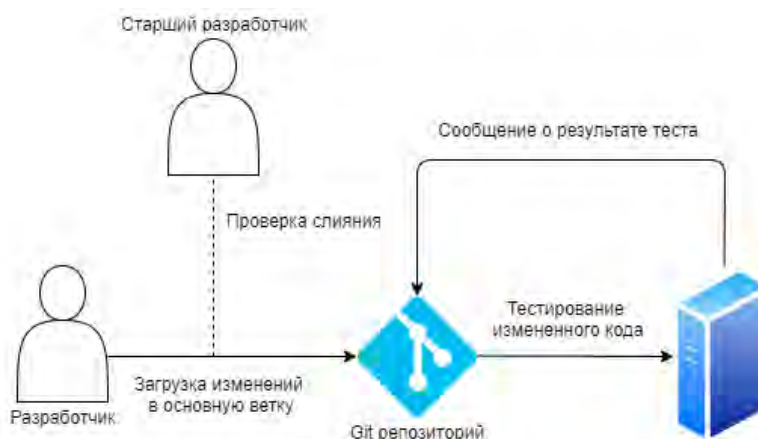 Старший разработчик
Сообщение о результате теста
Проверка слияния
Тестирование
измененного кода
Загрузка изменений
в основную ветку
Разработчик
Git репозиторий